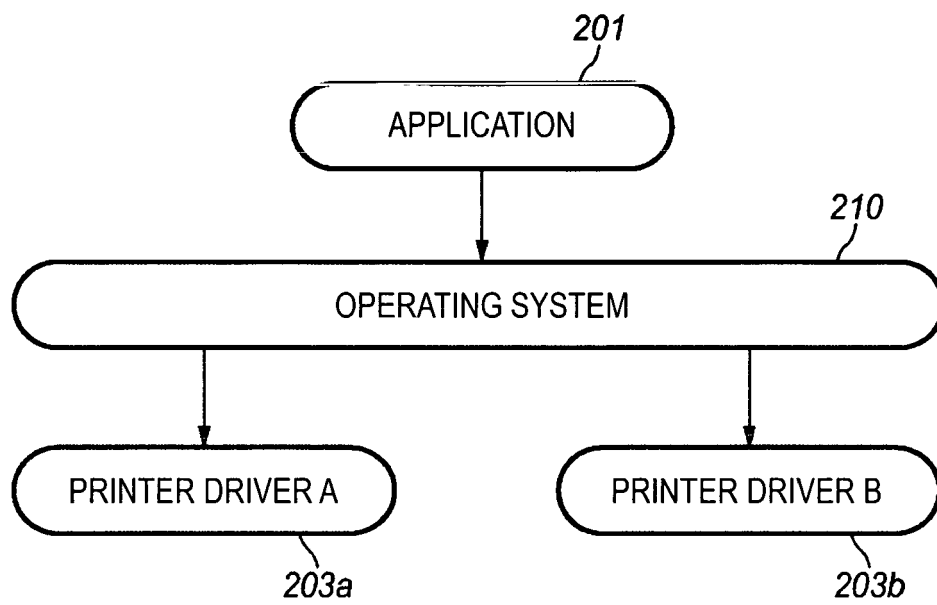 201
APPLICATION
210
OPERATING SYSTEM
PRINTER DRIVER A
PRINTER DRIVER B
203a
203b